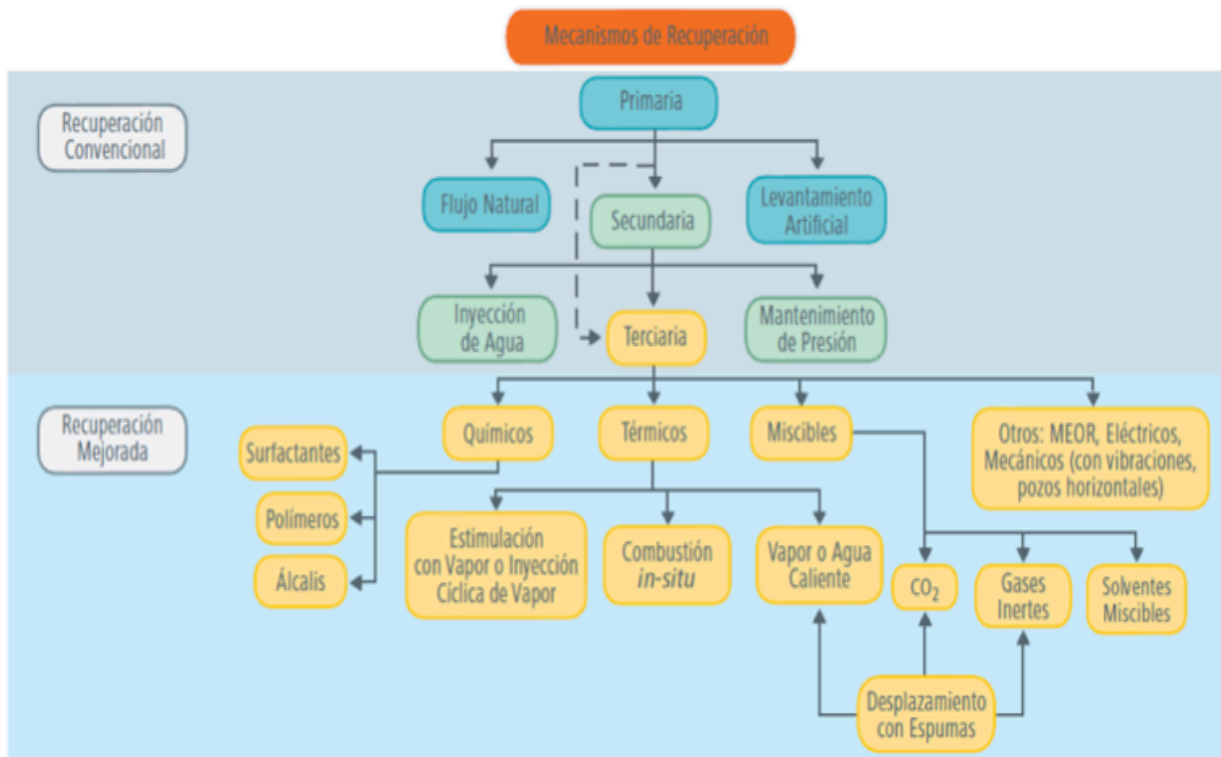 Mecanismos de Recuperación
Recuperación
Convencional
Primaria
Flujo Natural
Secundaria
Levantamiento
Artificial
Inyección
de Agua
Terciaria
Mantenimiento
de Presión
Recuperación
Mejorada
Químicos
Térmicos
Miscibles
Otros: MEOR, Eléctricos,
Mecánicos (con vibraciones,
pozos horizontales)
Surfactantes
Polímeros
Álcalis
Estimulación
con Vapor o Inyección
Cíclica de Vapor
Combustión
in-situ
Vapor o Agua
Caliente
CO2
Gases
Inertes
Solventes
Miscibles
Desplazamiento
con Espumas